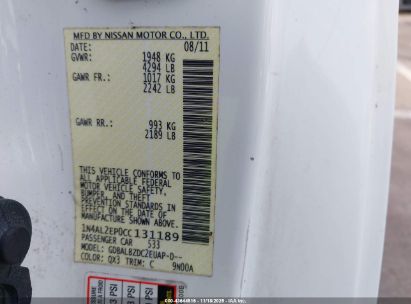 MFD BY NISSAN MOTOR CO., LTD.
DATE: 08/11
GVWR: 1948 KG
4294 LB
GAWR FR.: 1017 KG
2242 LB
GAWR RR.: 993 KG
2189 LB
THIS VEHICLE CONFORMS TO
ALL APPLICABLE FEDERAL
MOTOR VEHICLE SAFETY,
BUMPER, AND THEFT
PREVENTION STANDARDS IN
EFFECT ON THE DATE OF
MANUFACTURE SHOWN ABOVE.
1N4AL2EP0CC131189
PASSENGER CAR 533
MODEL: GDBALBZDC2EUAP-D--
COLOR: QX3 TRIM: C 9N00A
PSI